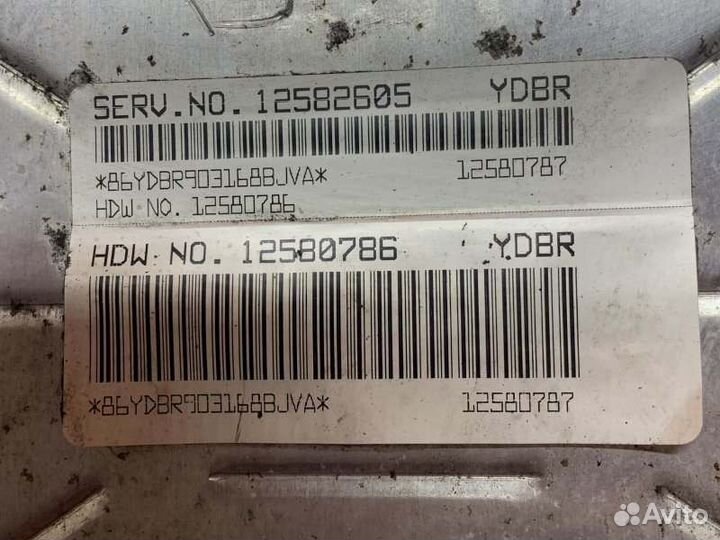 SERV.NO. 12582605 YDBR
*86YDBR903168BJVA* 12580787
HDW NO. 12580786
HDW NO. 12580786 YDBR
*86YDBR903168BJVA* 12580787
Avito